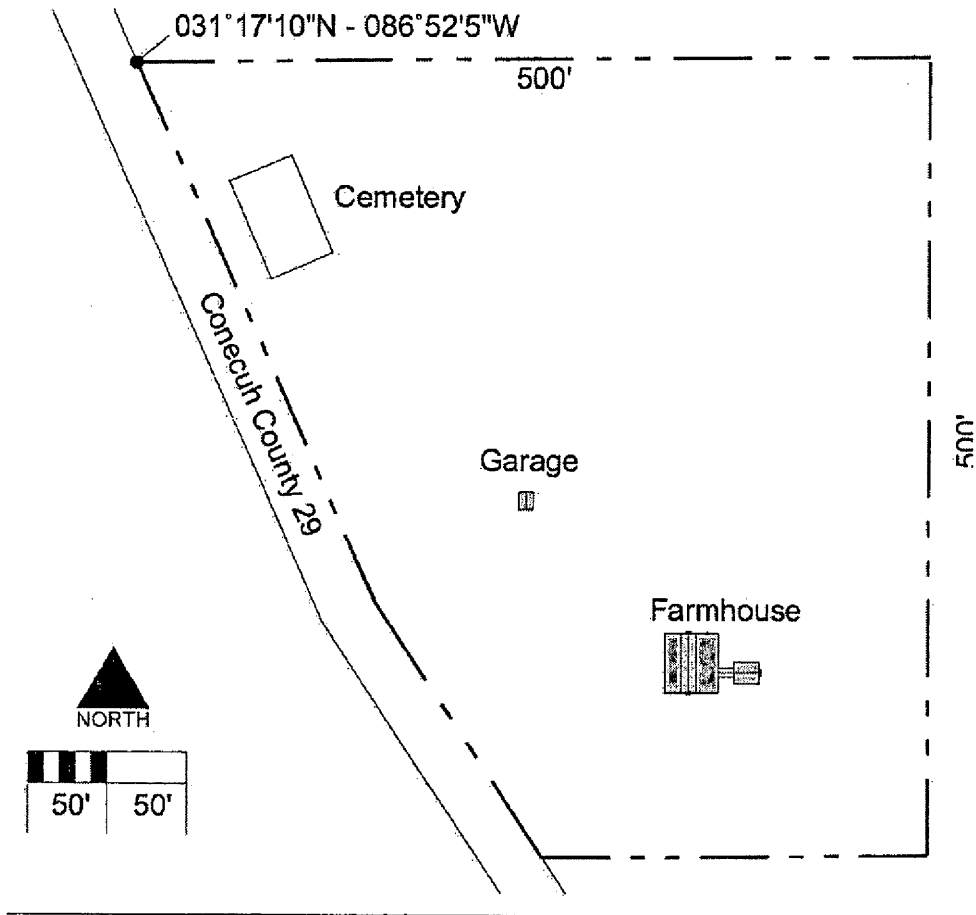 031°17'10"N - 086°52'5"W
500'
Cemetery
Conecuh County 29
500'
Garage
Farmhouse
NORTH
50' 50'